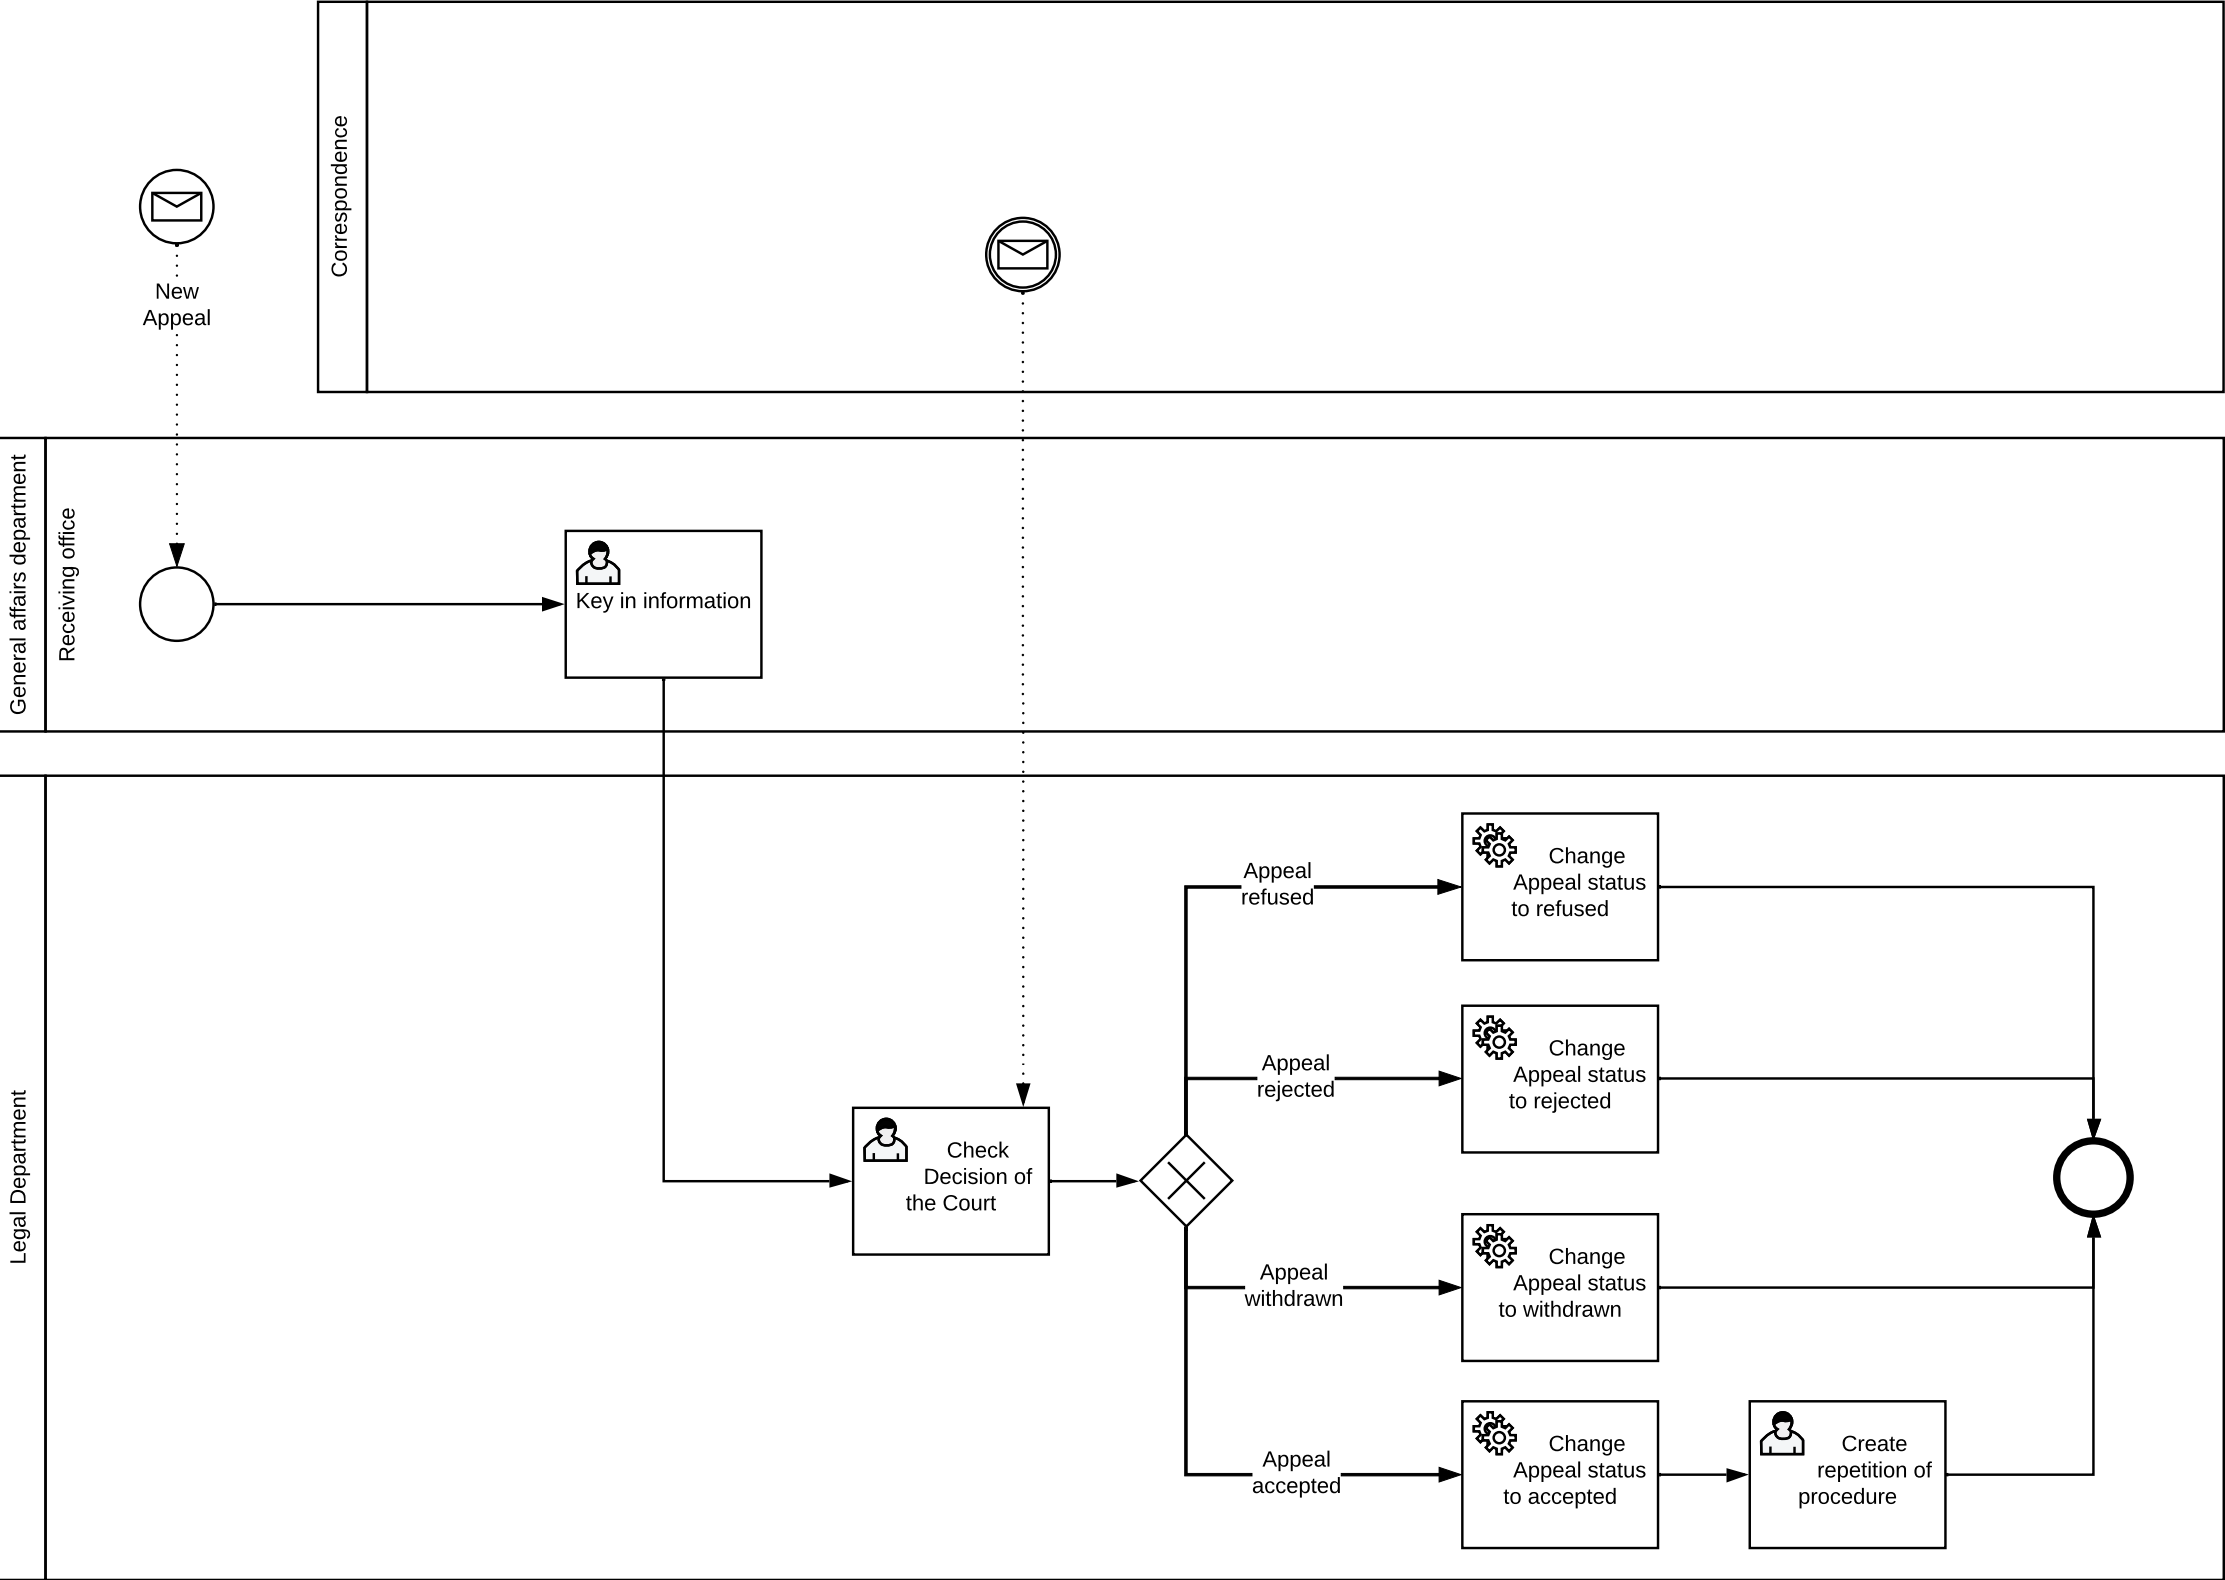 Correspondence
New
Appeal
General affairs department
Receiving office
Key in information
Legal Department
Check
Decision of
the Court
Appeal
refused
Change
Appeal status
to refused
Appeal
rejected
Change
Appeal status
to rejected
Appeal
withdrawn
Change
Appeal status
to withdrawn
Appeal
accepted
Change
Appeal status
to accepted
Create
repetition of
procedure